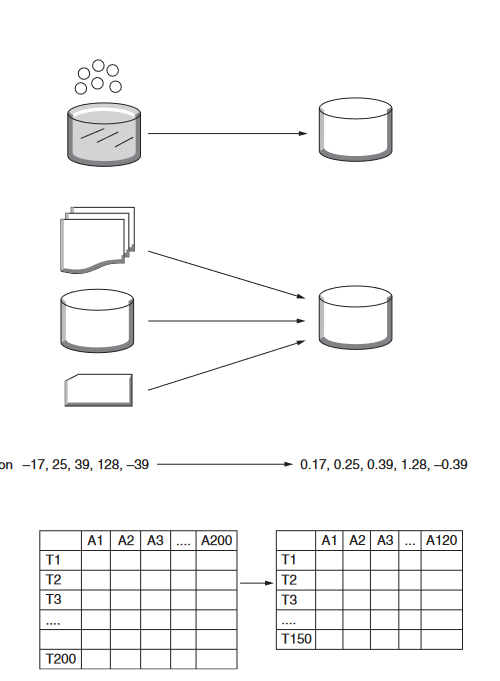 on –17, 25, 39, 128, –39 0.17, 0.25, 0.39, 1.28, –0.39
A1 A2 A3 .... A200
T1
T2
T3
....
T200
A1 A2 A3 ... A120
T1
T2
T3
....
T150